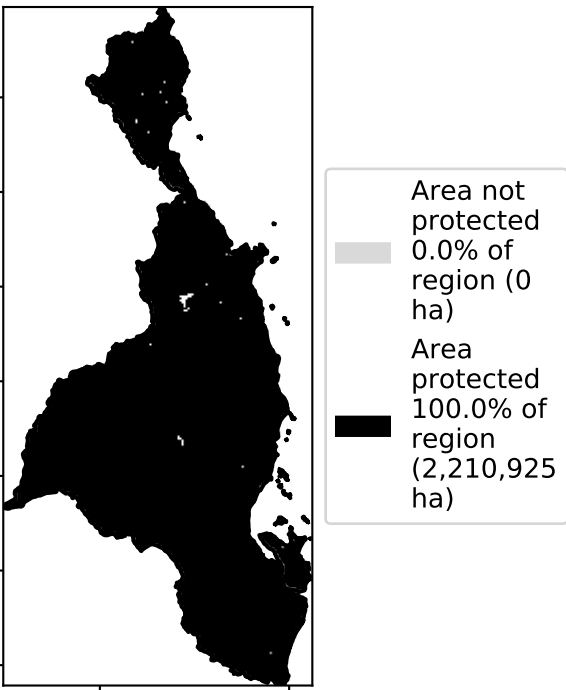 Area not
protected
0.0% of
region (0
ha)
Area
protected
100.0% of
region
(2,210,925
ha)